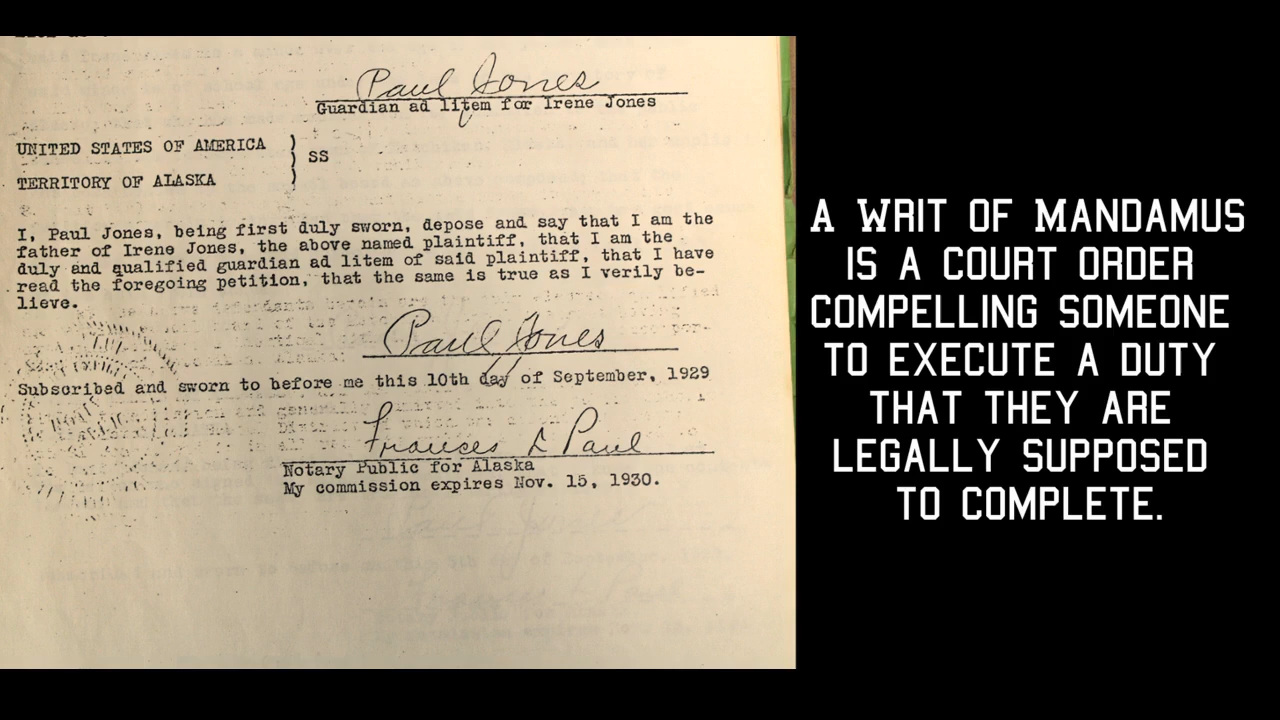 Paul Jones
Guardian ad litem for Irene Jones
UNITED STATES OF AMERICA )
) SS
TERRITORY OF ALASKA )
I, Paul Jones, being first duly sworn, depose and say that I am the
father of Irene Jones, the above named plaintiff, that I am the
duly and qualified guardian ad litem of said plaintiff, that I have
read the foregoing petition, that the same is true as I verily be-
lieve.
Paul Jones
Subscribed and sworn to before me this 10th day of September, 1929
Frances L Paul
Notary Public for Alaska
My commission expires Nov. 15, 1930.
A WRIT OF MANDAMUS
IS A COURT ORDER
COMPELLING SOMEONE
TO EXECUTE A DUTY
THAT THEY ARE
LEGALLY SUPPOSED
TO COMPLETE.